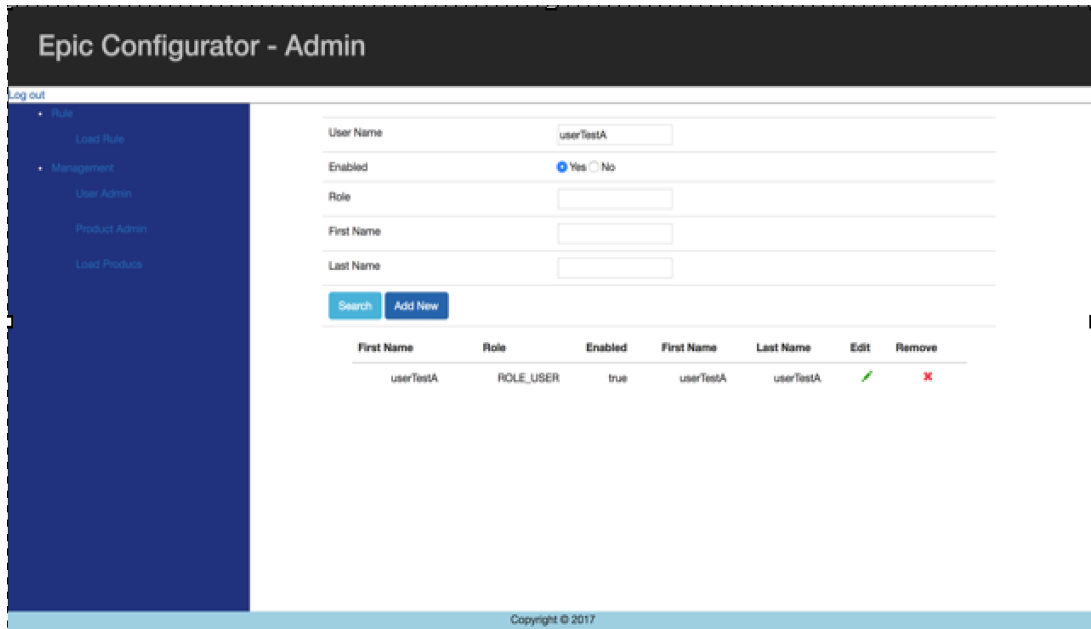 Epic Configurator - Admin
Log out
Rule
Load Rule
Management
User Admin
Product Admin
Load Producs
User Name userTestA
Enabled Yes No
Role
First Name
Last Name
Search Add New
First Name Role Enabled First Name Last Name Edit Remove
userTestA ROLE_USER true userTestA userTestA
Copyright © 2017